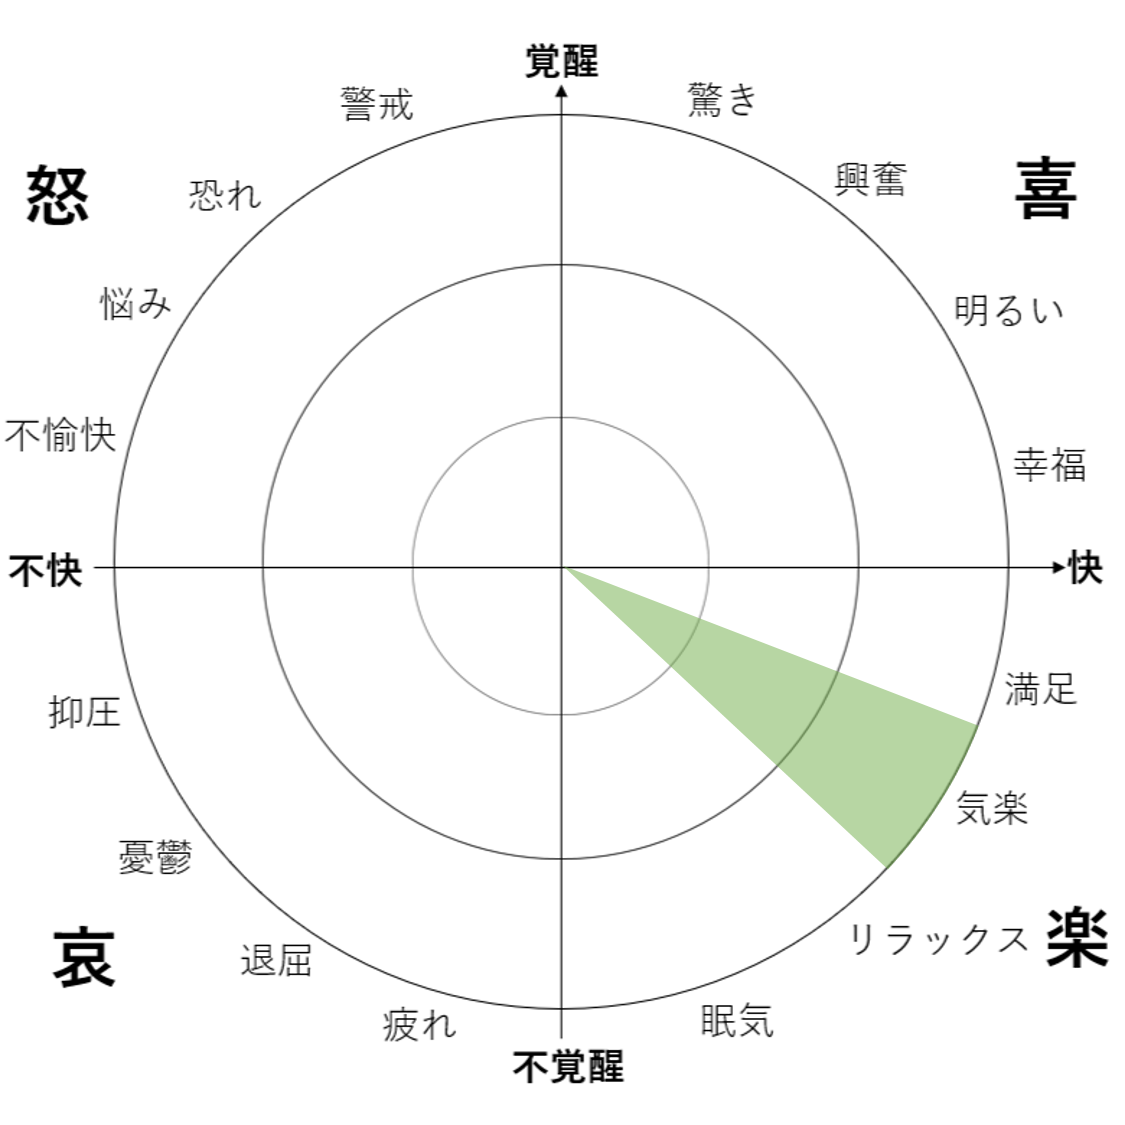 覚醒
警戒
驚き
怒
恐れ
興奮
喜
悩み
明るい
不愉快
幸福
不快
快
抑圧
満足
気楽
憂鬱
哀
退屈
リラックス
楽
疲れ
眠気
不覚醒